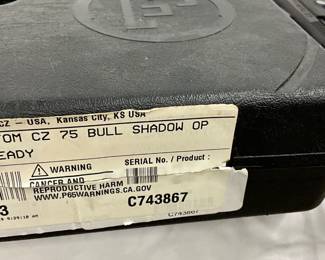 CZ - USA, Kansas City, KS USA
TOM CZ 75 BULL SHADOW OP
EADY
WARNING SERIAL No. / Product :
CANCER AND
REPRODUCTIVE HARM
WWW.P65WARNINGS.CA.GOV
3 C743867
C743867